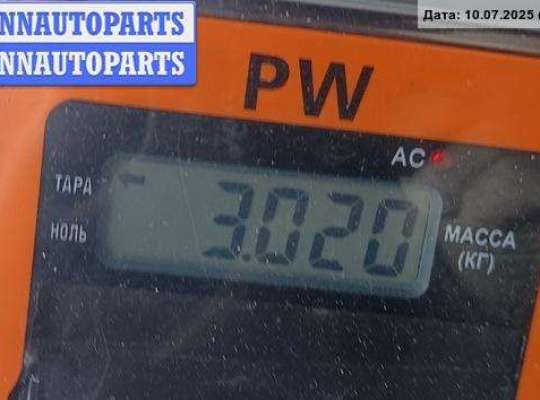 NNAUTOPARTS
NNAUTOPARTS
Дата: 10.07.2025
PW
AC
ТАРА
3.020
НОЛЬ
МАССА
(КГ)